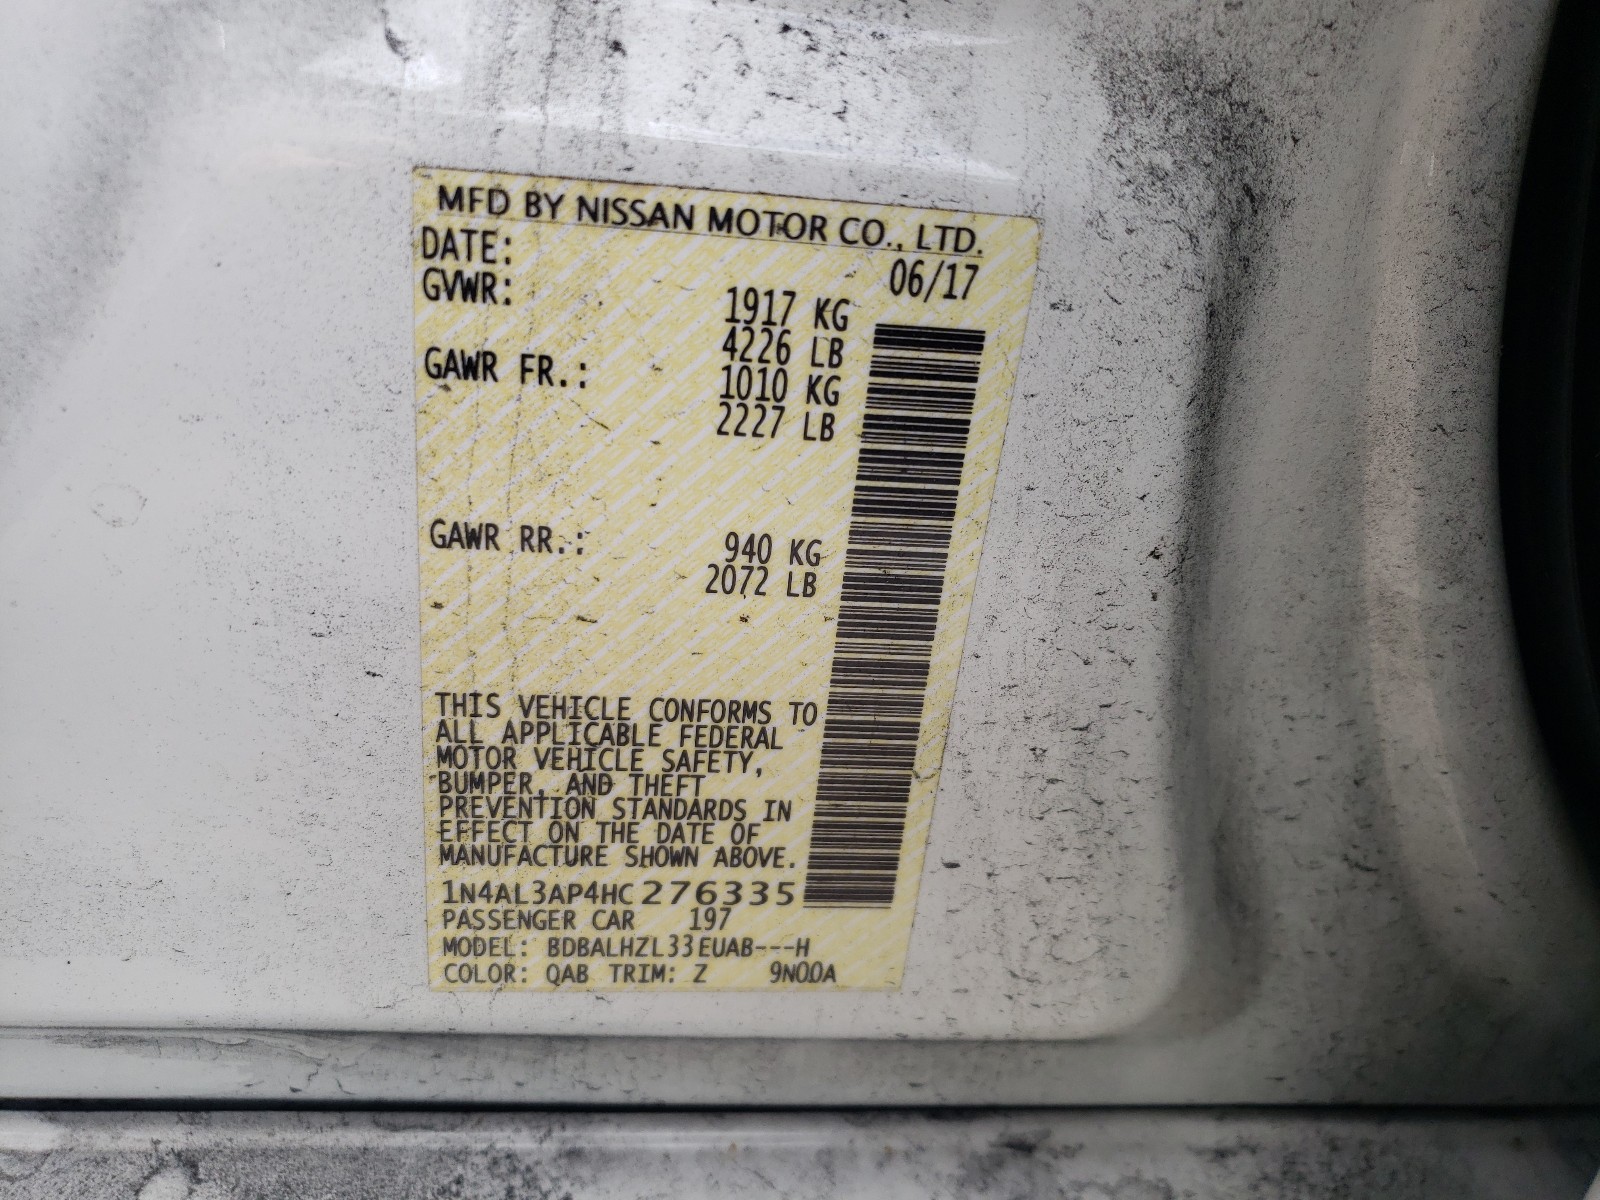 MFD BY NISSAN MOTOR CO., LTD.
DATE: 06/17
GVWR: 1917 KG
4226 LB
GAWR FR.: 1010 KG
2227 LB
GAWR RR.: 940 KG
2072 LB
THIS VEHICLE CONFORMS TO
ALL APPLICABLE FEDERAL
MOTOR VEHICLE SAFETY,
BUMPER, AND THEFT
PREVENTION STANDARDS IN
EFFECT ON THE DATE OF
MANUFACTURE SHOWN ABOVE.
1N4AL3AP4HC276335
PASSENGER CAR 197
MODEL: BDBALHZL33EUAB---H
COLOR: QAB TRIM: Z 9N00A